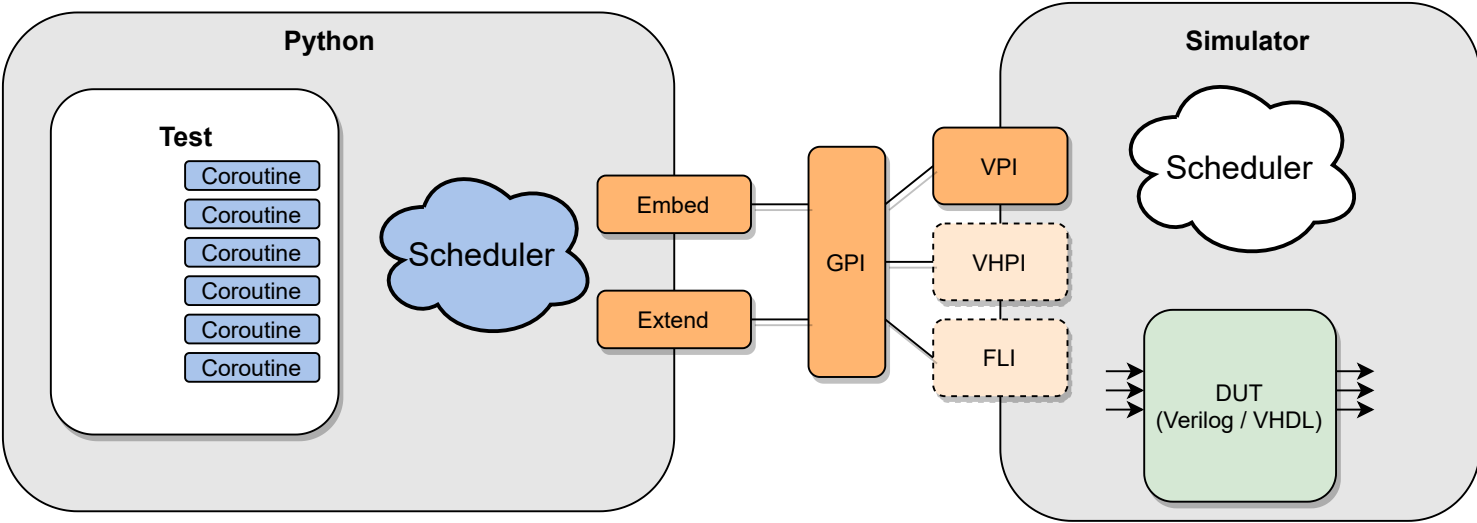 Python
Test
Coroutine
Coroutine
Coroutine
Coroutine
Coroutine
Coroutine
Scheduler
Embed
Extend
GPI
VPI
VHPI
FLI
Simulator
Scheduler
DUT
(Verilog / VHDL)